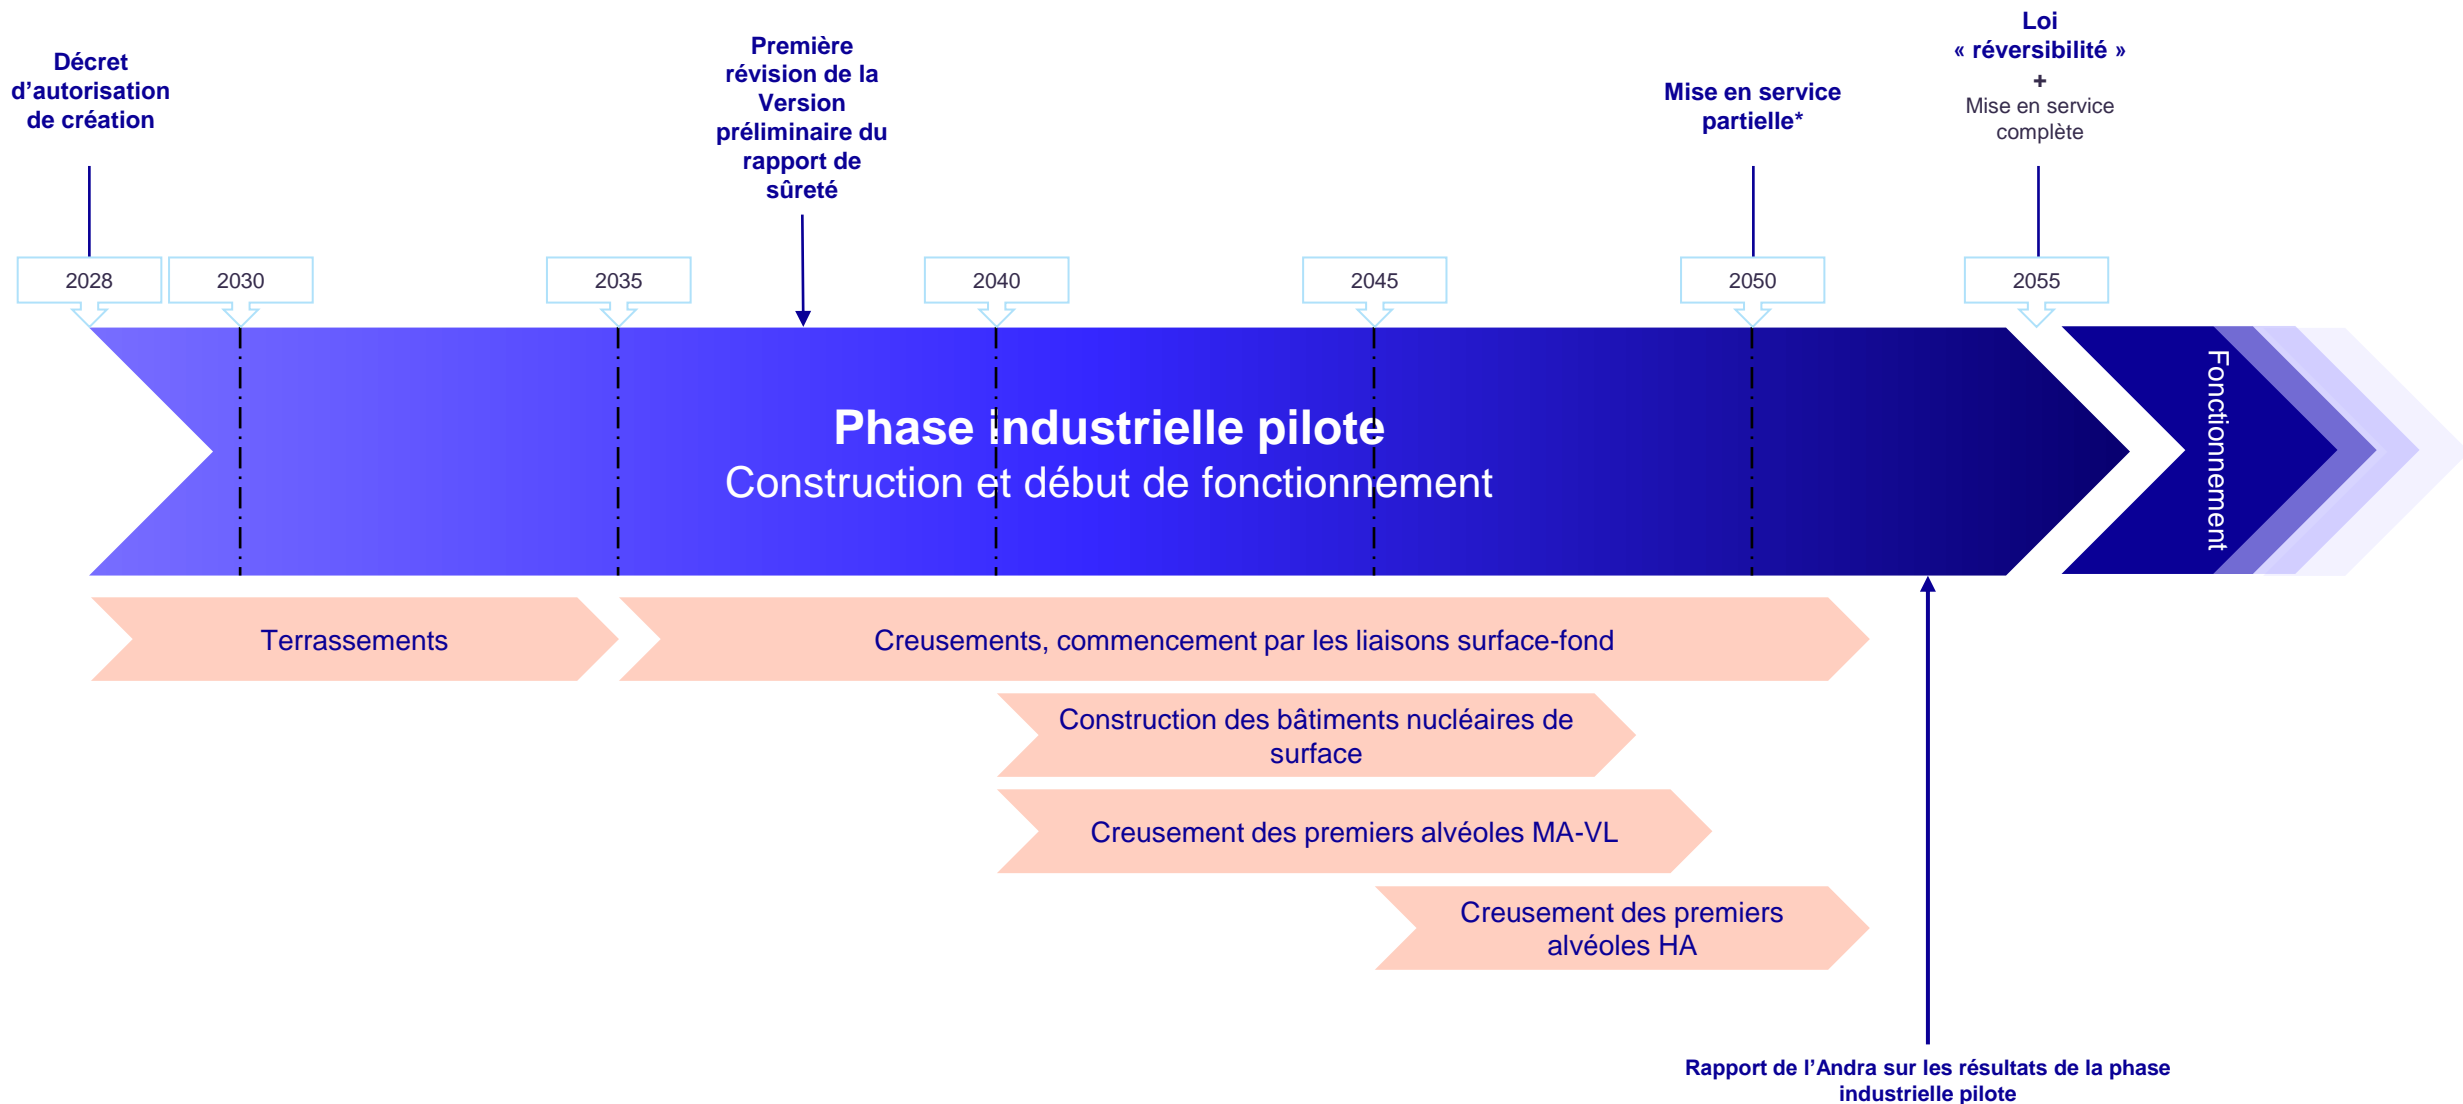 Décret
d’autorisation
de création
Première
révision de la
Version
préliminaire du
rapport de
sûreté
Mise en service
partielle*
Loi
« réversibilité »
+
Mise en service
complète
2028
2030
2035
2040
2045
2050
2055
Phase industrielle pilote
Construction et début de fonctionnement
Fonctionnement
Terrassements
Creusements, commencement par les liaisons surface-fond
Construction des bâtiments nucléaires de
surface
Creusement des premiers alvéoles MA-VL
Creusement des premiers
alvéoles HA
Rapport de l’Andra sur les résultats de la phase
industrielle pilote